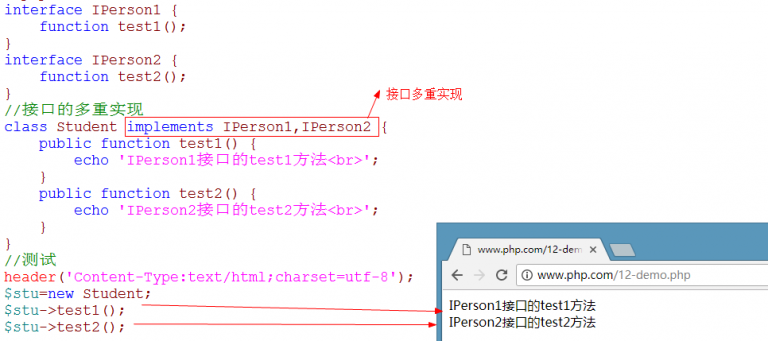 interface IPerson1 {
    function test1();
}
interface IPerson2 {
    function test2();
}
//接口的多重实现
接口多重实现
class Student implements IPerson1,IPerson2 {
    public function test1() {
        echo 'IPerson1接口的test1方法<br>';
    }
    public function test2() {
        echo 'IPerson2接口的test2方法<br>';
    }
}
//测试
header('Content-Type:text/html;charset=utf-8');
$stu=new Student;
$stu->test1();
$stu->test2();
www.php.com/12-dem
www.php.com/12-demo.php
IPerson1接口的test1方法
IPerson2接口的test2方法